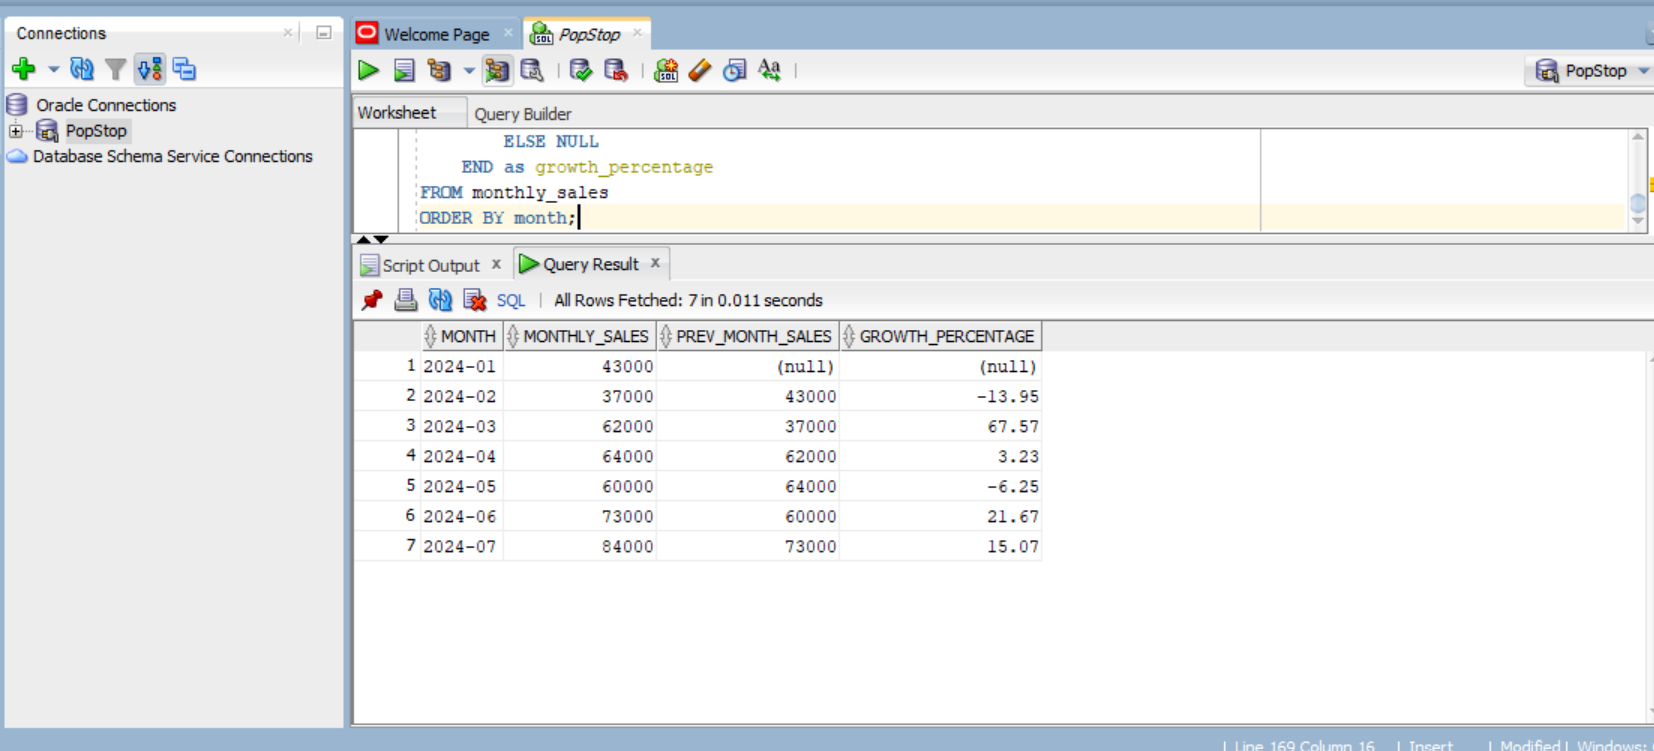 Connections
Welcome Page
PopStop
PopStop
Oracle Connections
PopStop
Database Schema Service Connections
Worksheet
Query Builder
ELSE NULL
END as growth_percentage
FROM monthly_sales
ORDER BY month;
Script Output
Query Result
SQL | All Rows Fetched: 7 in 0.011 seconds
MONTH MONTHLY_SALES PREV_MONTH_SALES GROWTH_PERCENTAGE
1 2024-01 43000 (null) (null)
2 2024-02 37000 43000 -13.95
3 2024-03 62000 37000 67.57
4 2024-04 64000 62000 3.23
5 2024-05 60000 64000 -6.25
6 2024-06 73000 60000 21.67
7 2024-07 84000 73000 15.07
Line 169 Column 16 | Insert | Modified | Windows: